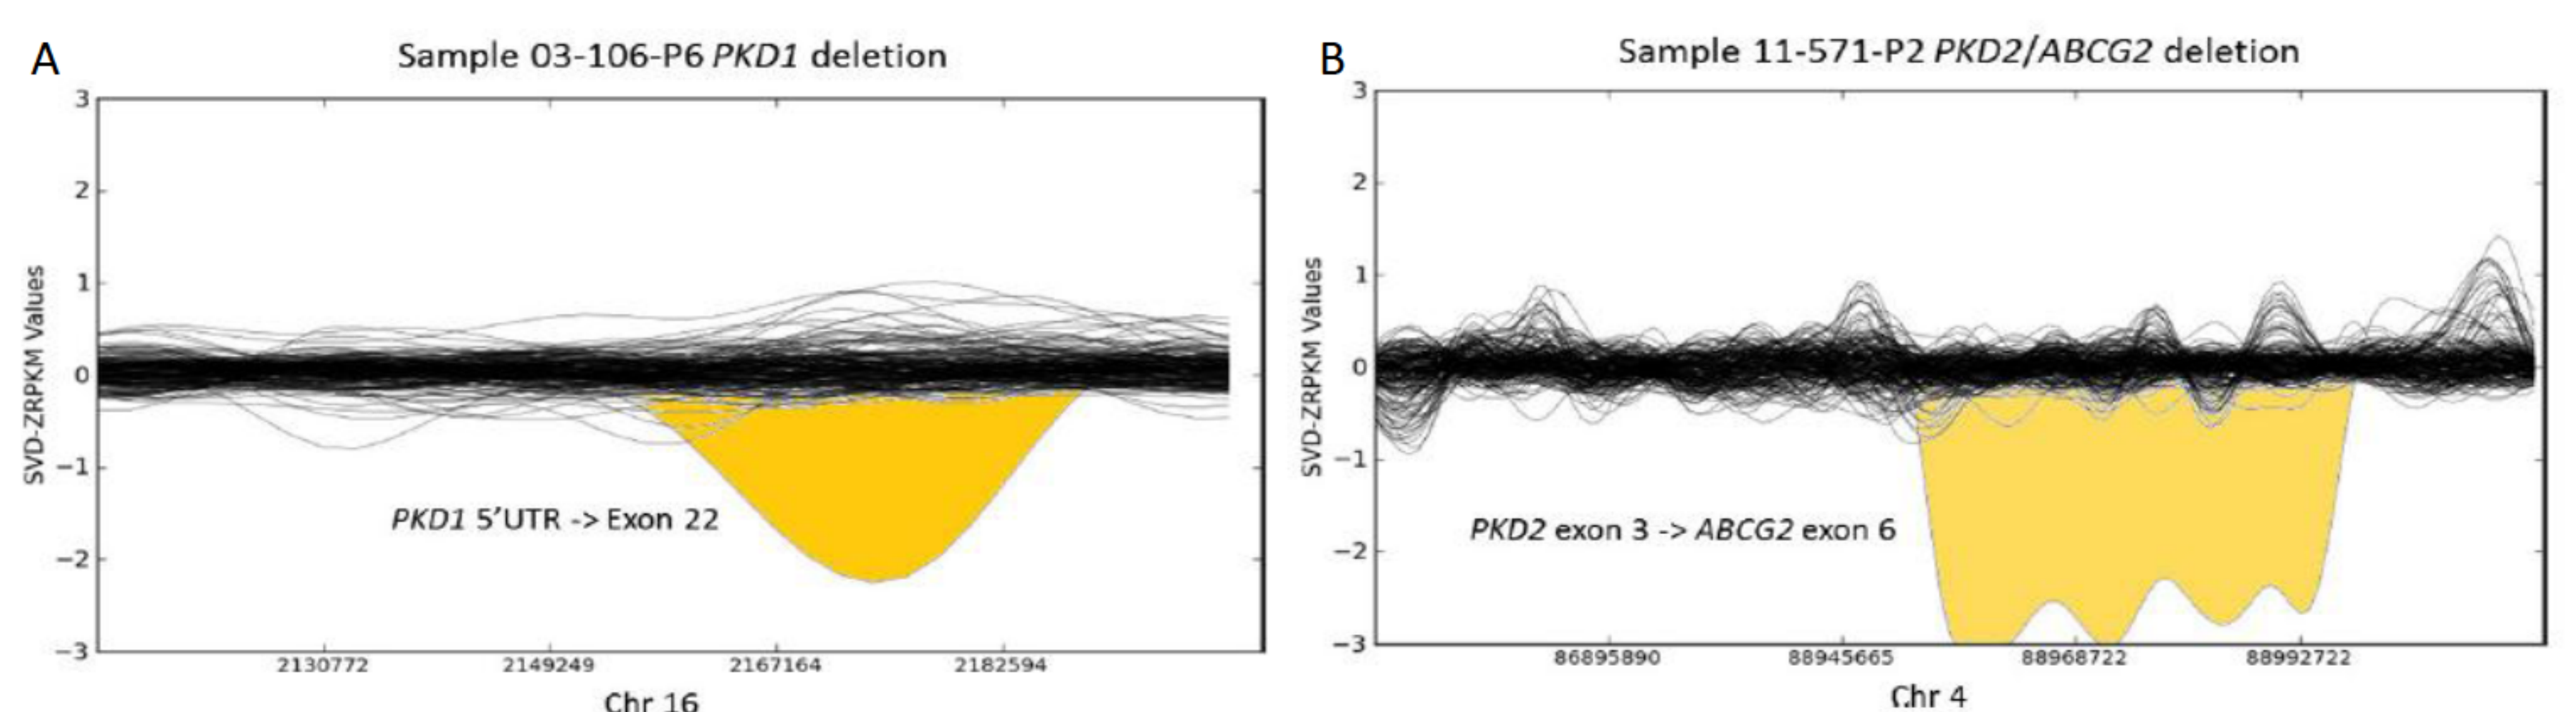 A
Sample 03-106-P6 PKD1 deletion
3
2
1
0
−1
−2
−3
SVD-ZRPKM Values
PKD1 5’UTR -> Exon 22
2130772 2149249 2167164 2182594
Chr 16
B
Sample 11-571-P2 PKD2/ABCG2 deletion
3
2
1
0
−1
−2
−3
SVD-ZRPKM Values
PKD2 exon 3 -> ABCG2 exon 6
86895890 88945665 88968722 88992722
Chr 4